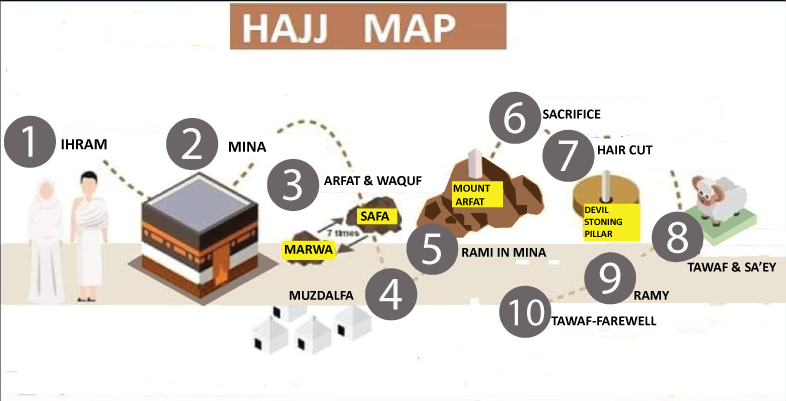 HAJJ MAP
1 IHRAM
2 MINA
3 ARFAT & WAQUF
SAFA
7 times
MARWA
MUZDALFA
4
5 RAMI IN MINA
MOUNT
ARFAT
6 SACRIFICE
7 HAIR CUT
DEVIL
STONING
PILLAR
8 TAWAF & SA'EY
9 RAMY
10 TAWAF-FAREWELL